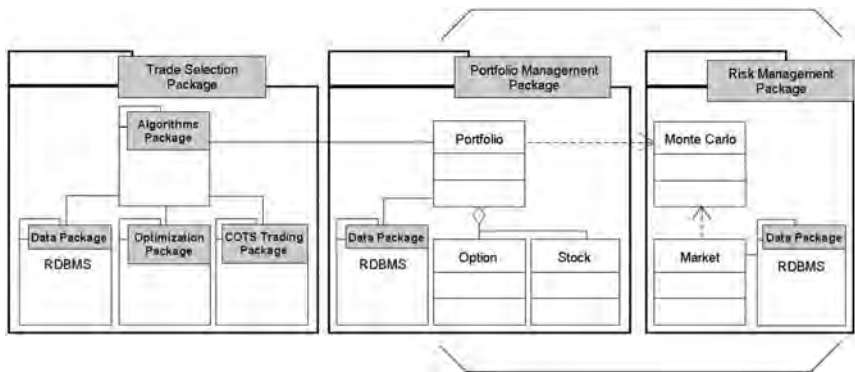 Trade Selection
Package
Portfolio Management
Package
Risk Management
Package
Algorithms
Package
Portfolio
Monte Carlo
Data Package
RDBMS
Optimization
Package
COTS Trading
Package
Data Package
RDBMS
Option
Stock
Market
Data Package
RDBMS